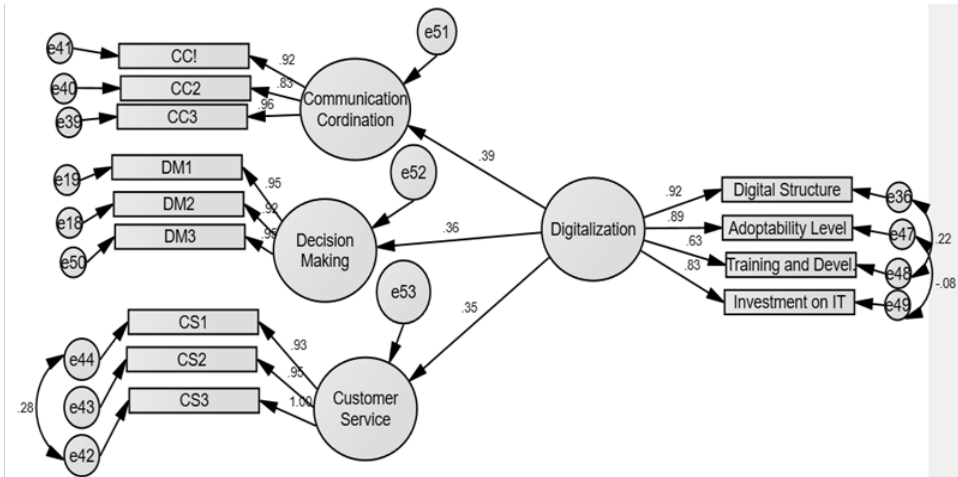 e51
e41
CC!
.92
e40
CC2
.83
Communication
Cordination
e39
CC3
.96
.39
e52
e19
DM1
.95
e18
DM2
.92
e50
DM3
Decision
Making
.36
Digitalization
.92
Digital Structure
e36
.89
Adoptability Level
e47
.22
.63
Training and Devel.
e48
.83
-.08
Investment on IT
e49
e53
.35
CS1
.93
e44
CS2
.95
.28
e43
CS3
1.00
Customer
Service
e42